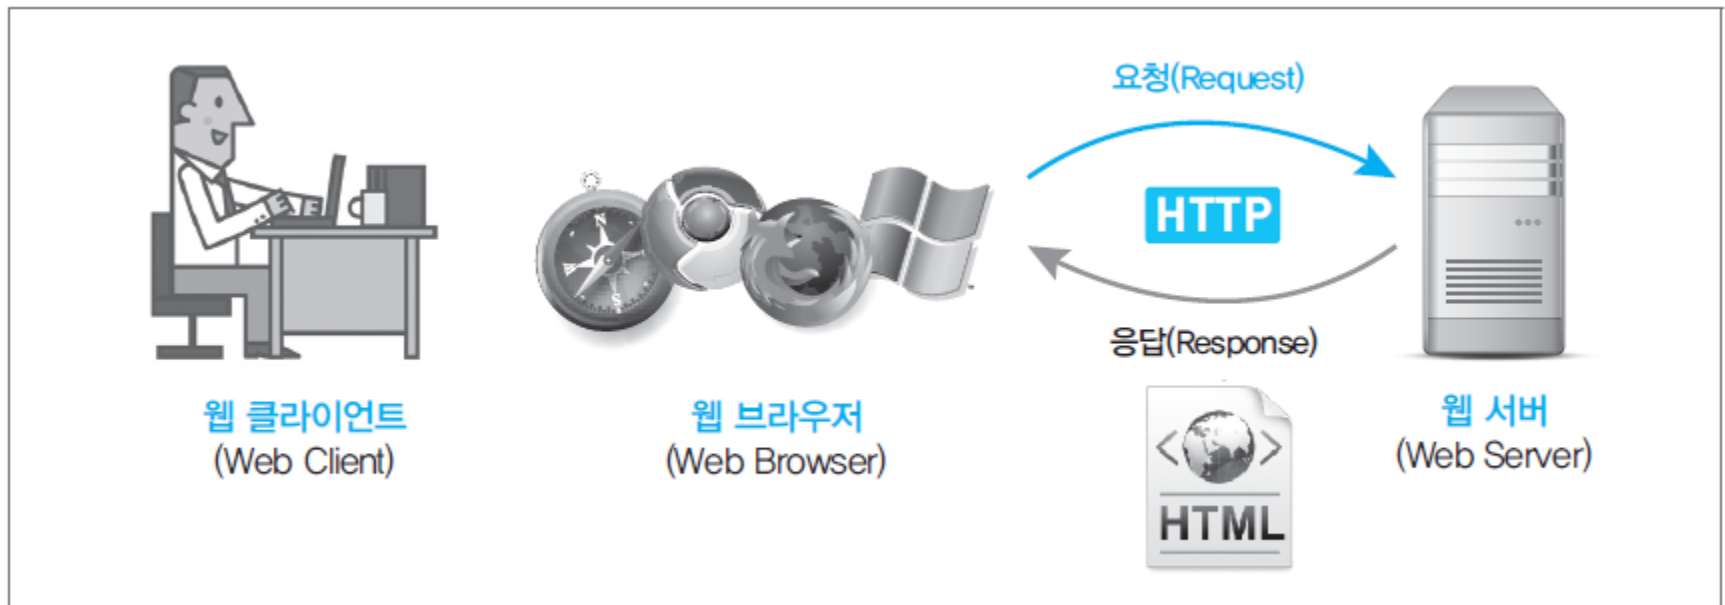 요청(Request)
HTTP
응답(Response)
웹 클라이언트
(Web Client)
웹 브라우저
(Web Browser)
HTML
웹 서버
(Web Server)